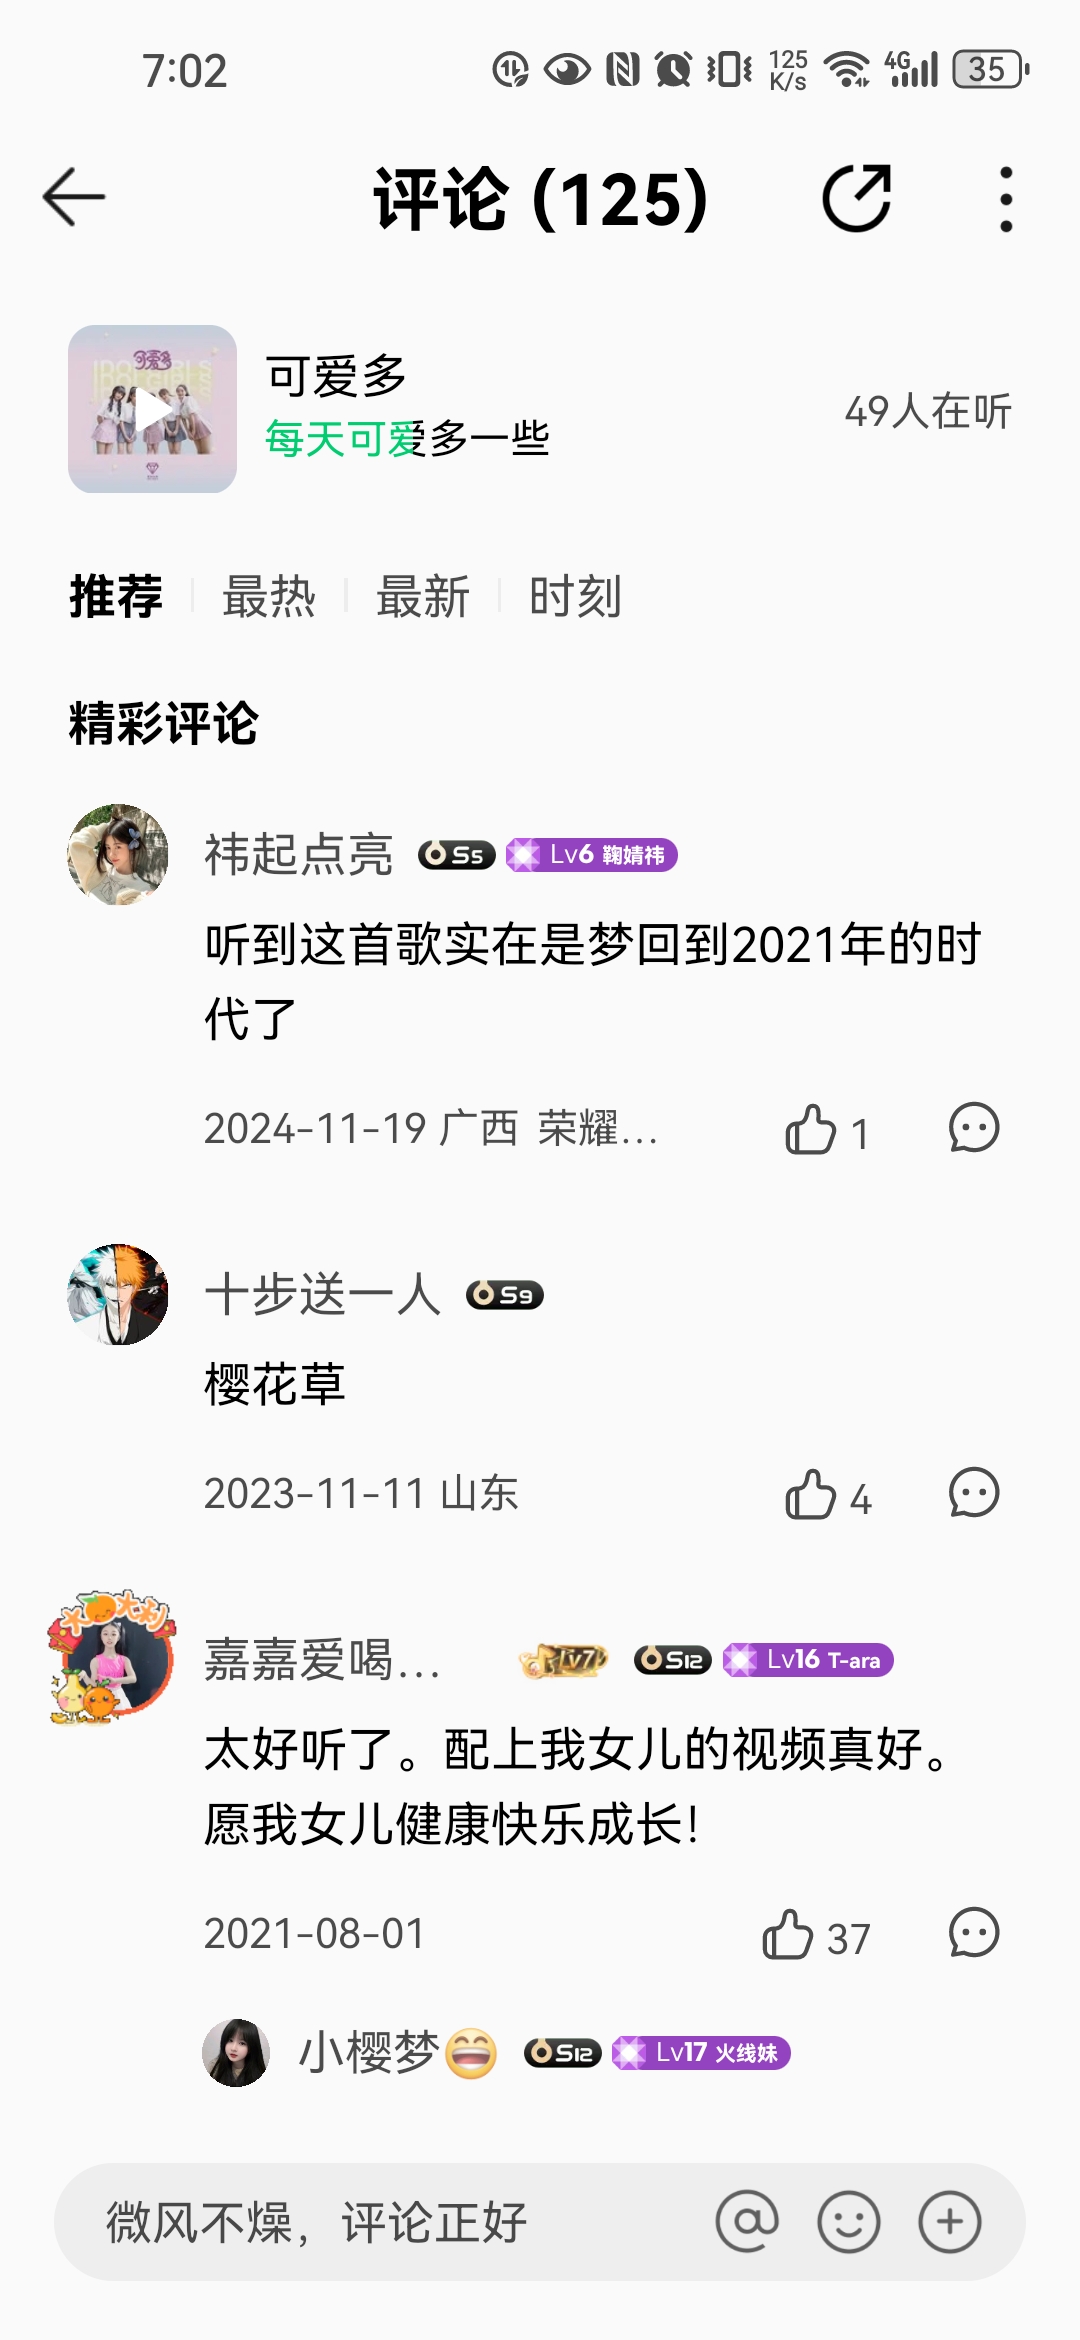 7:02
125
K/s
4G
35
评论 (125)
可爱多
可爱多
每天可爱多一些
49人在听
推荐
最热
最新
时刻
精彩评论
祎起点亮 S5 Lv6 鞠婧祎
听到这首歌实在是梦回到2021年的时
代了
2024-11-19 广西 荣耀...
1
十步送一人 S9
樱花草
2023-11-11 山东
4
嘉嘉爱喝... Lv7 S12 Lv16 T-ara
太好听了。配上我女儿的视频真好。
愿我女儿健康快乐成长!
2021-08-01
37
小樱梦😄 S12 Lv17 火线妹
微风不燥，评论正好